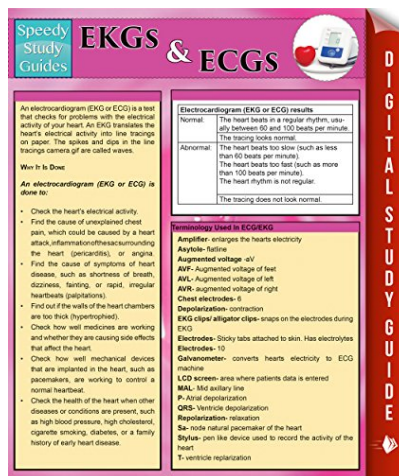 Speedy
Study
Guides
EKGs
& ECGs
An electrocardiogram (EKG or ECG) is a test
that checks for problems with the electrical
activity of your heart. An EKG translates the
heart's electrical activity into line tracings
on paper. The spikes and dips in the line
tracings camera gif are called waves.
WHY IT IS DONE
An electrocardiogram (EKG or ECG) is
done to:
• Check the heart's electrical activity.
• Find the cause of unexplained chest
pain, which could be caused by a heart
attack,inflammationofthesacsurrounding
the heart (pericarditis), or angina.
• Find the cause of symptoms of heart
disease, such as shortness of breath,
dizziness, fainting, or rapid, irregular
heartbeats (palpitations).
• Find out if the walls of the heart chambers
are too thick (hypertrophied).
• Check how well medicines are working
and whether they are causing side effects
that affect the heart.
• Check how well mechanical devices
that are implanted in the heart, such as
pacemakers, are working to control a
normal heartbeat.
• Check the health of the heart when other
diseases or conditions are present, such
as high blood pressure, high cholesterol,
cigarette smoking, diabetes, or a family
history of early heart disease.
Electrocardiogram (EKG or ECG) results
Normal: The heart beats in a regular rhythm, usu-
ally between 60 and 100 beats per minute.
The tracing looks normal.
Abnormal: The heart beats too slow (such as less
than 60 beats per minute).
The heart beats too fast (such as more
than 100 beats per minute).
The heart rhythm is not regular.
The tracing does not look normal.
Terminology Used In ECG/EKG
Amplifier- enlarges the hearts electricity
Asytole- flatline
Augmented voltage -aV
AVF- Augmented voltage of feet
AVL- Augmented voltage of left
AVR- Augmented voltage of right
Chest electrodes- 6
Depolarization- contraction
EKG clips/ alligator clips- snaps on the electrodes during
EKG
Electrodes- Sticky tabs attached to skin. Has electrolytes
Electrodes- 10
Galvanometer- converts hearts electricity to ECG
machine
LCD screen- area where patients data is entered
MAL- Mid axillary line
P- Atrial depolarization
QRS- Ventricle depolarization
Repolarization- relaxation
Sa- node natural pacemaker of the heart
Stylus- pen like device used to record the activity of the
heart
T- ventricle replarization
DIGITAL STUDY GUIDE